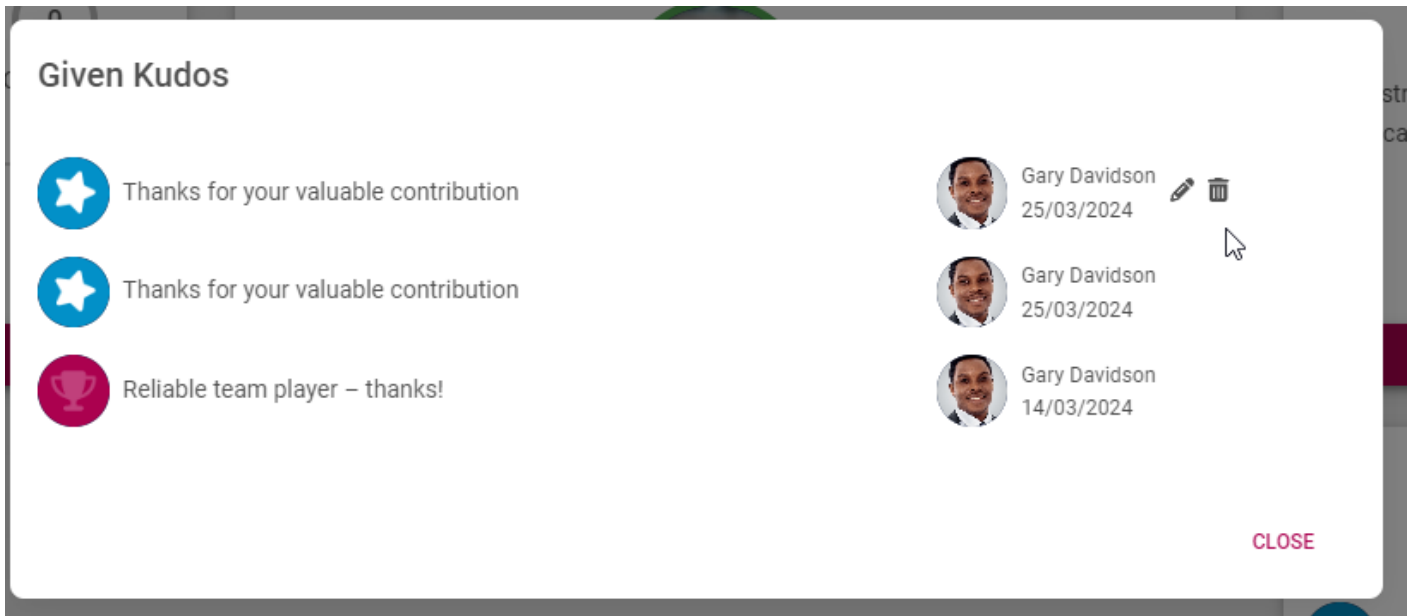 Given Kudos
Thanks for your valuable contribution
Gary Davidson
25/03/2024
Thanks for your valuable contribution
Gary Davidson
25/03/2024
Reliable team player – thanks!
Gary Davidson
14/03/2024
CLOSE